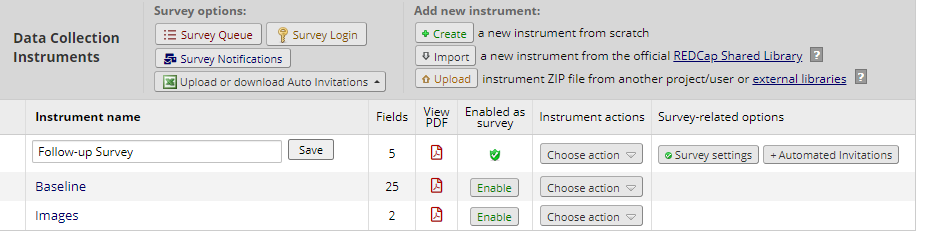 Data Collection Instruments
Survey options:
Survey Queue
Survey Login
Survey Notifications
Upload or download Auto Invitations
Add new instrument:
Create a new instrument from scratch
Import a new instrument from the official REDCap Shared Library ?
Upload instrument ZIP file from another project/user or external libraries ?
Instrument name Fields View PDF Enabled as survey Instrument actions Survey-related options
Follow-up Survey Save 5 Choose action Survey settings + Automated Invitations
Baseline 25 Enable Choose action
Images 2 Enable Choose action